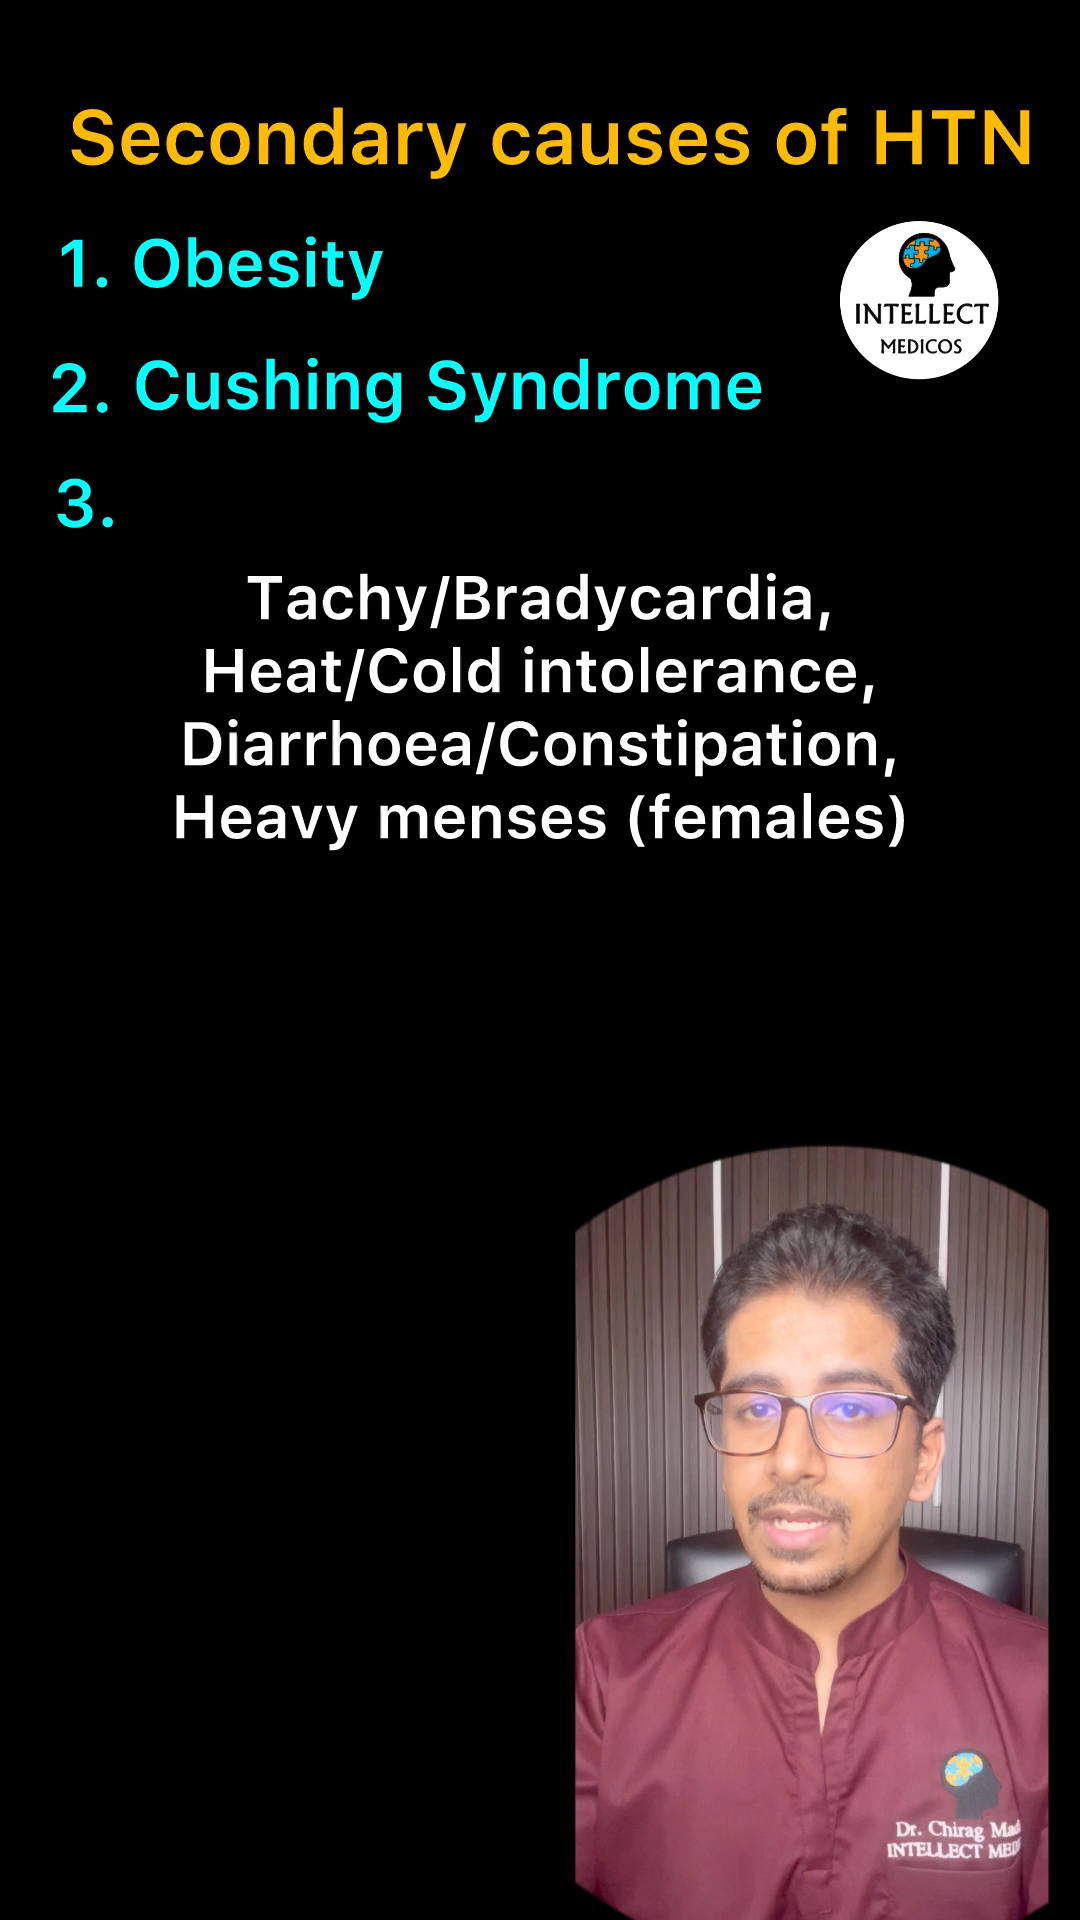 Secondary causes of HTN
1. Obesity
INTELLECT
MEDICOS
2. Cushing Syndrome
3.
Tachy/Bradycardia,
Heat/Cold intolerance,
Diarrhoea/Constipation,
Heavy menses (females)
Dr. Chirag
INTELLECT